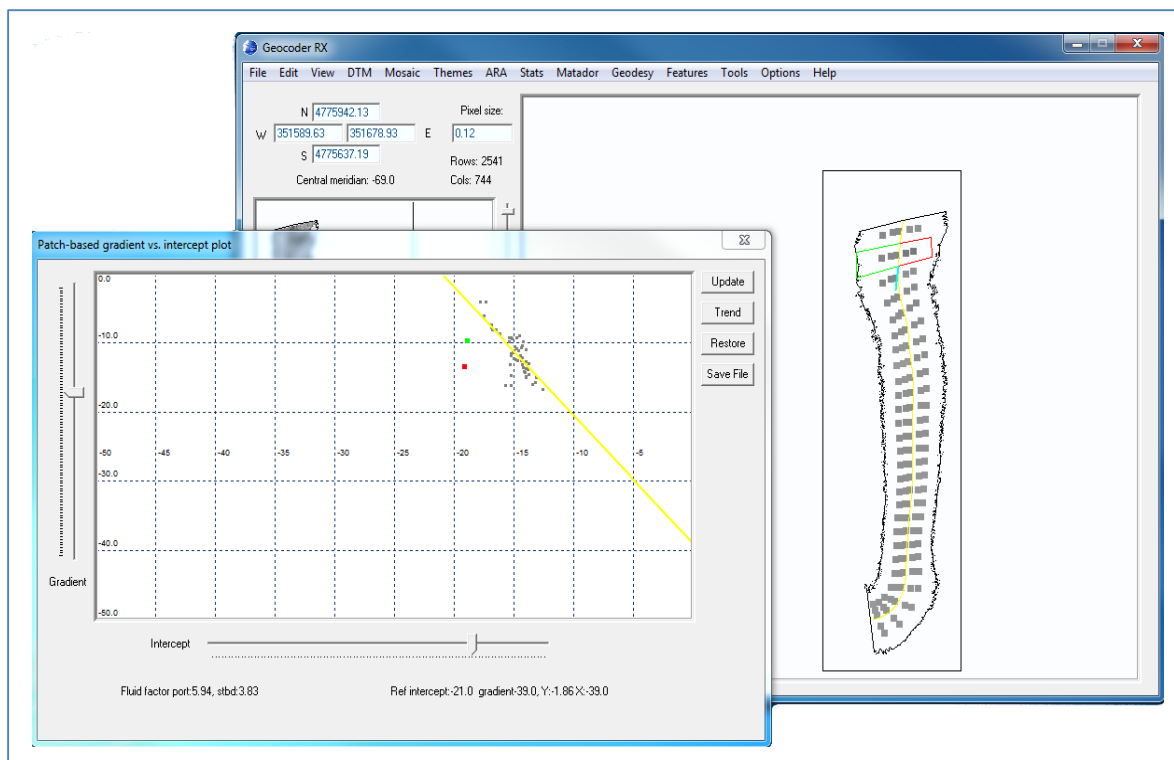 Geocoder RX
File Edit View DTM Mosaic Themes ARA Stats Matador Geodesy Features Tools Options Help
N 4775942.13 Pixel size:
W 351589.63 351678.93 E 0.12
S 4775637.19 Rows: 2541
Central meridian: -69.0 Cols: 744
Patch-based gradient vs. intercept plot
0.0 Update
Trend
-10.0 Restore
Save File
-20.0
-50 -45 -40 -35 -30 -25 -20 -15 -10 -5
-30.0
-40.0
Gradient
-50.0
Intercept
Fluid factor port:5.94, stbd:3.83 Ref intercept:-21.0 gradient-39.0, Y:-1.86 X:-39.0